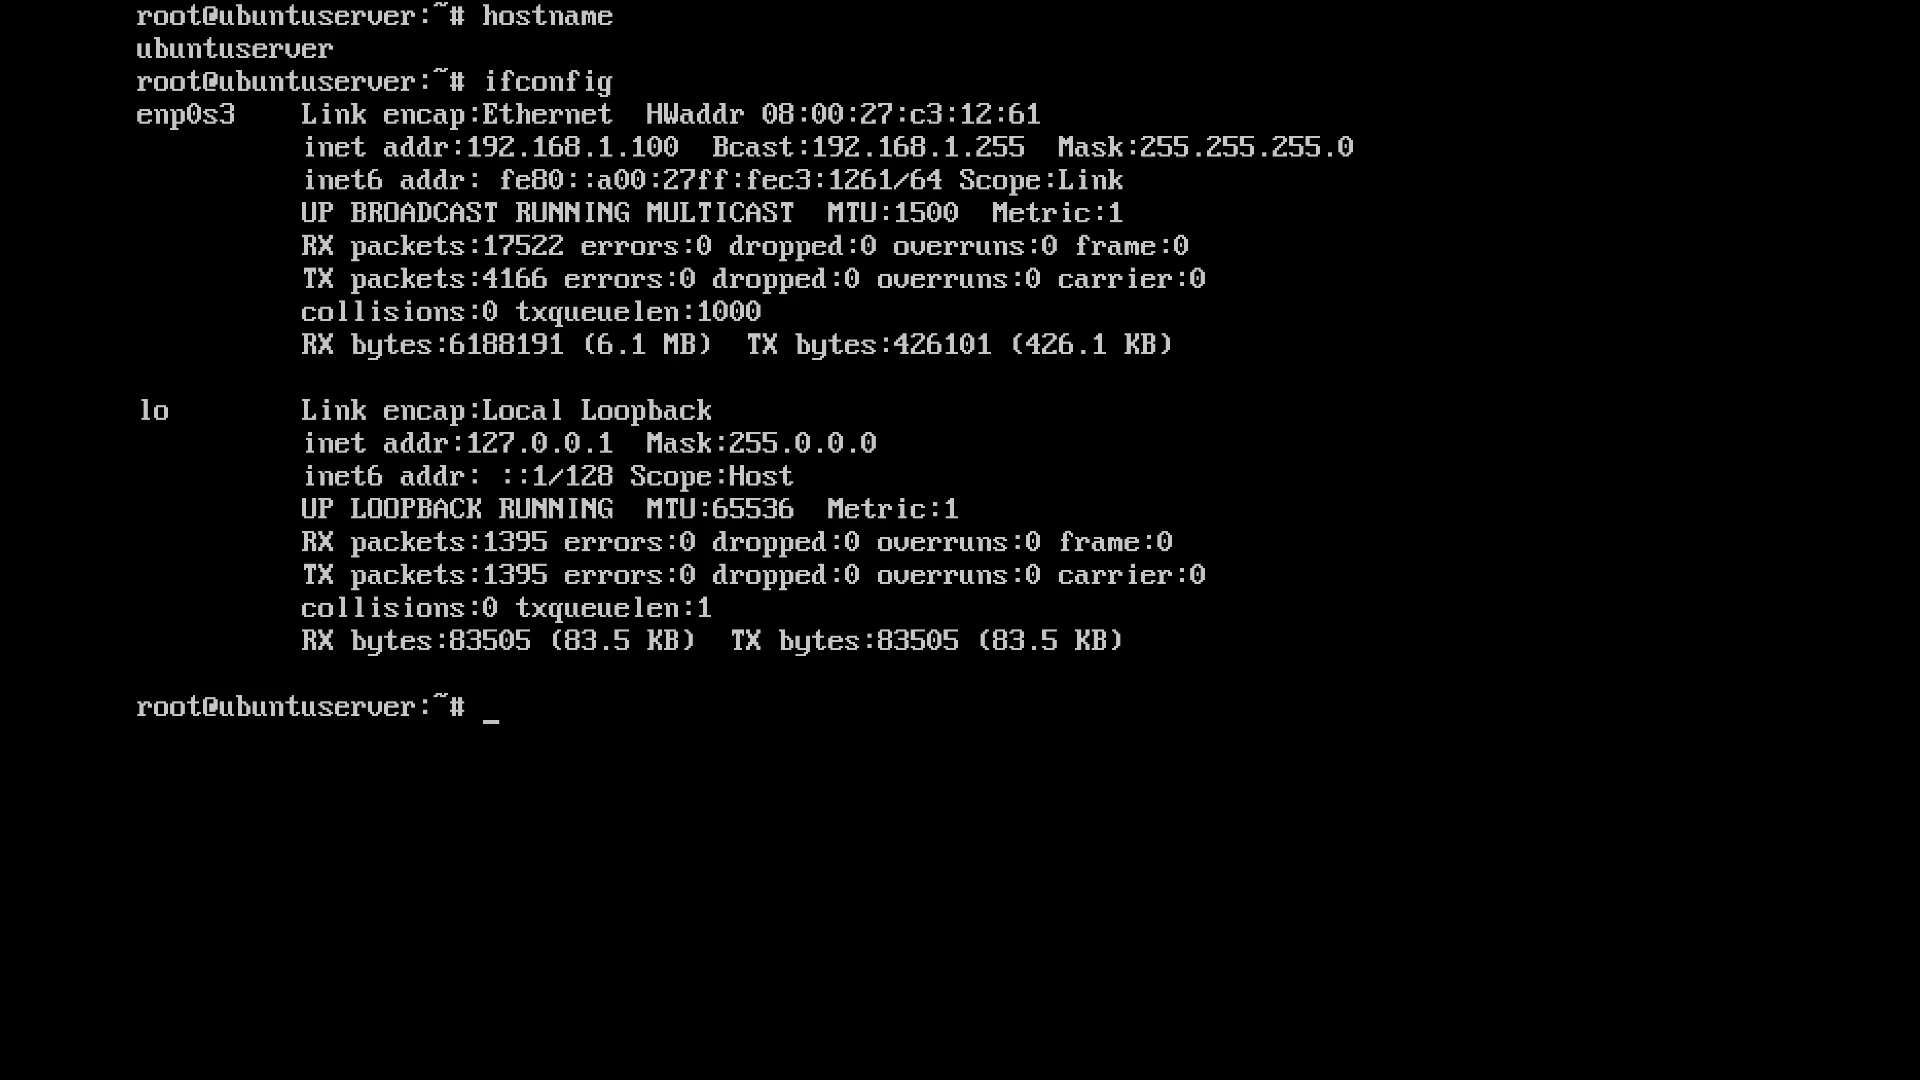 root@ubuntuserver:~# hostname
ubuntuserver
root@ubuntuserver:~# ifconfig
enp0s3    Link encap:Ethernet  HWaddr 08:00:27:c3:12:61
          inet addr:192.168.1.100  Bcast:192.168.1.255  Mask:255.255.255.0
          inet6 addr: fe80::a00:27ff:fec3:1261/64 Scope:Link
          UP BROADCAST RUNNING MULTICAST  MTU:1500  Metric:1
          RX packets:17522 errors:0 dropped:0 overruns:0 frame:0
          TX packets:4166 errors:0 dropped:0 overruns:0 carrier:0
          collisions:0 txqueuelen:1000
          RX bytes:6188191 (6.1 MB)  TX bytes:426101 (426.1 KB)

lo        Link encap:Local Loopback
          inet addr:127.0.0.1  Mask:255.0.0.0
          inet6 addr: ::1/128 Scope:Host
          UP LOOPBACK RUNNING  MTU:65536  Metric:1
          RX packets:1395 errors:0 dropped:0 overruns:0 frame:0
          TX packets:1395 errors:0 dropped:0 overruns:0 carrier:0
          collisions:0 txqueuelen:1
          RX bytes:83505 (83.5 KB)  TX bytes:83505 (83.5 KB)

root@ubuntuserver:~# _